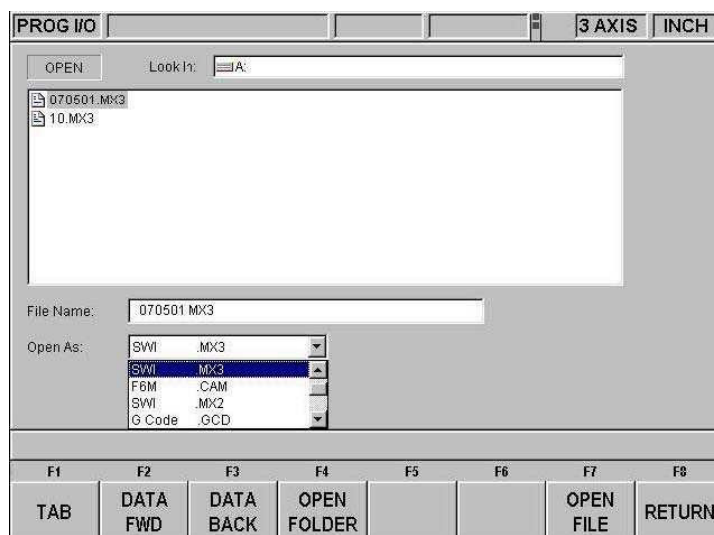 PROG I/O 3 AXIS INCH
OPEN Look In: A:
070501.MX3
10.MX3
File Name: 070501 MX3
Open As: SWI .MX3
SWI .MX3
F6M .CAM
SWI .MX2
G Code .GCD
F1 F2 F3 F4 F5 F6 F7 F8
TAB DATA FWD DATA BACK OPEN FOLDER OPEN FILE RETURN